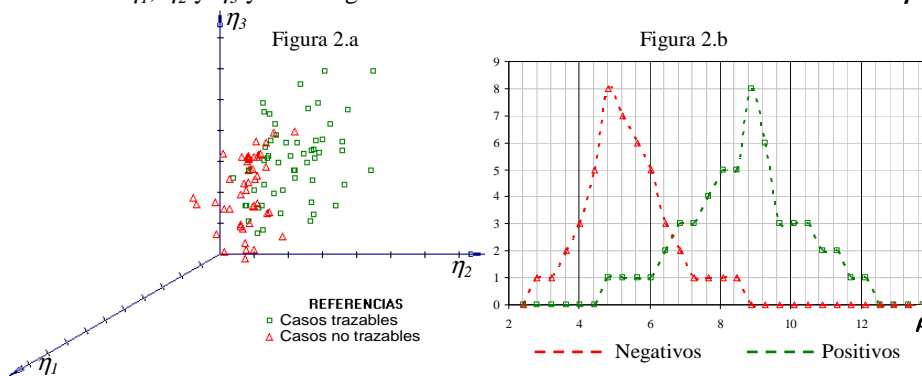 Figura 2.a
Figura 2.b
η3
η2
η1
REFERENCIAS
Casos trazables
Casos no trazables
9
8
7
6
5
4
3
2
1
0
2 4 6 8 10 12
Negativos Positivos